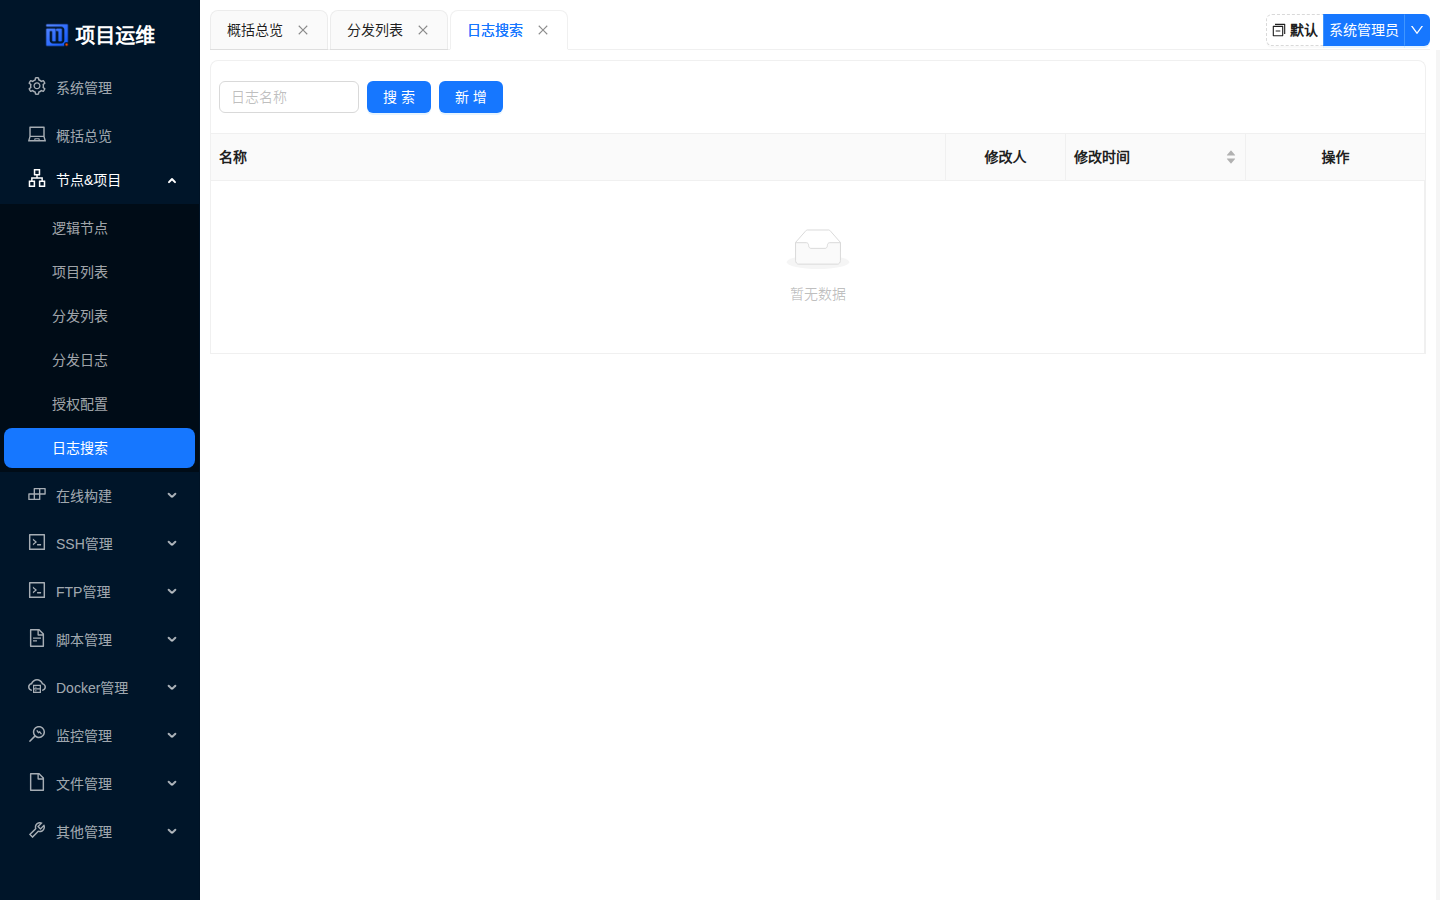 项目运维
系统管理
概括总览
节点&项目
逻辑节点
项目列表
分发列表
分发日志
授权配置
日志搜索
在线构建
SSH管理
FTP管理
脚本管理
Docker管理
监控管理
文件管理
其他管理
概括总览 分发列表 日志搜索
默认 系统管理员
日志名称 搜 索 新 增
名称 修改人 修改时间 操作
暂无数据